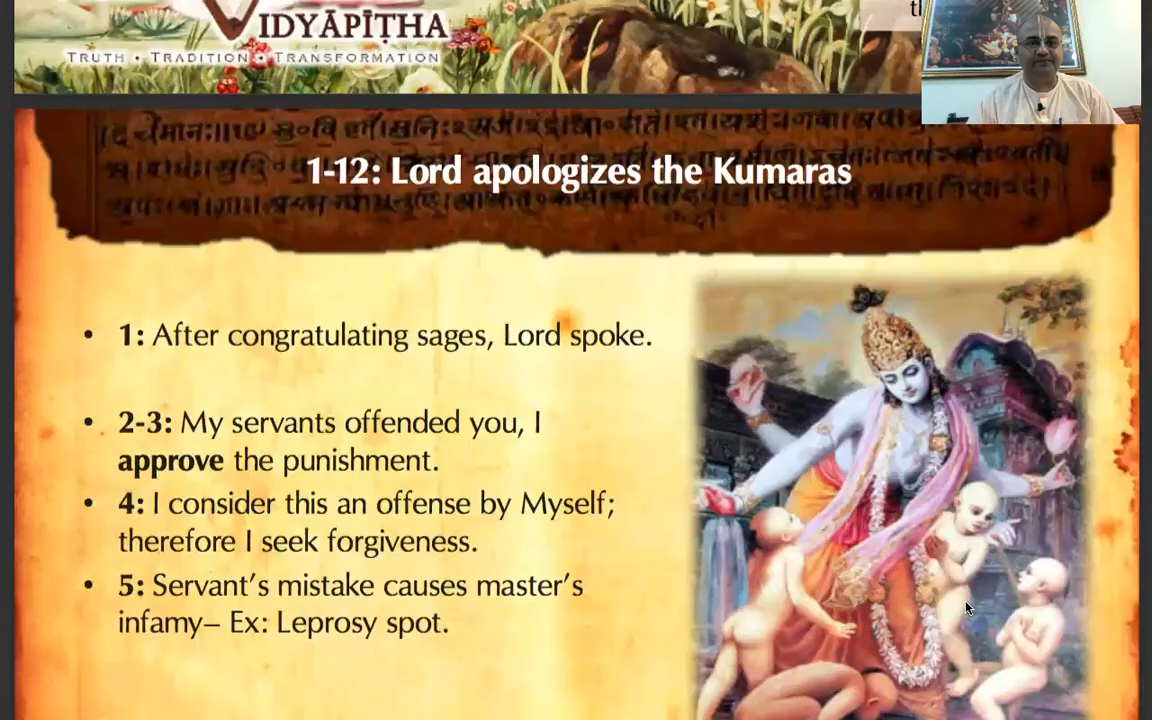 VIDYĀPĪṬHA
TRUTH • TRADITION • TRANSFORMATION
1-12: Lord apologizes the Kumaras
• 1: After congratulating sages, Lord spoke.
• 2-3: My servants offended you, I
approve the punishment.
• 4: I consider this an offense by Myself;
therefore I seek forgiveness.
• 5: Servant’s mistake causes master’s
infamy– Ex: Leprosy spot.